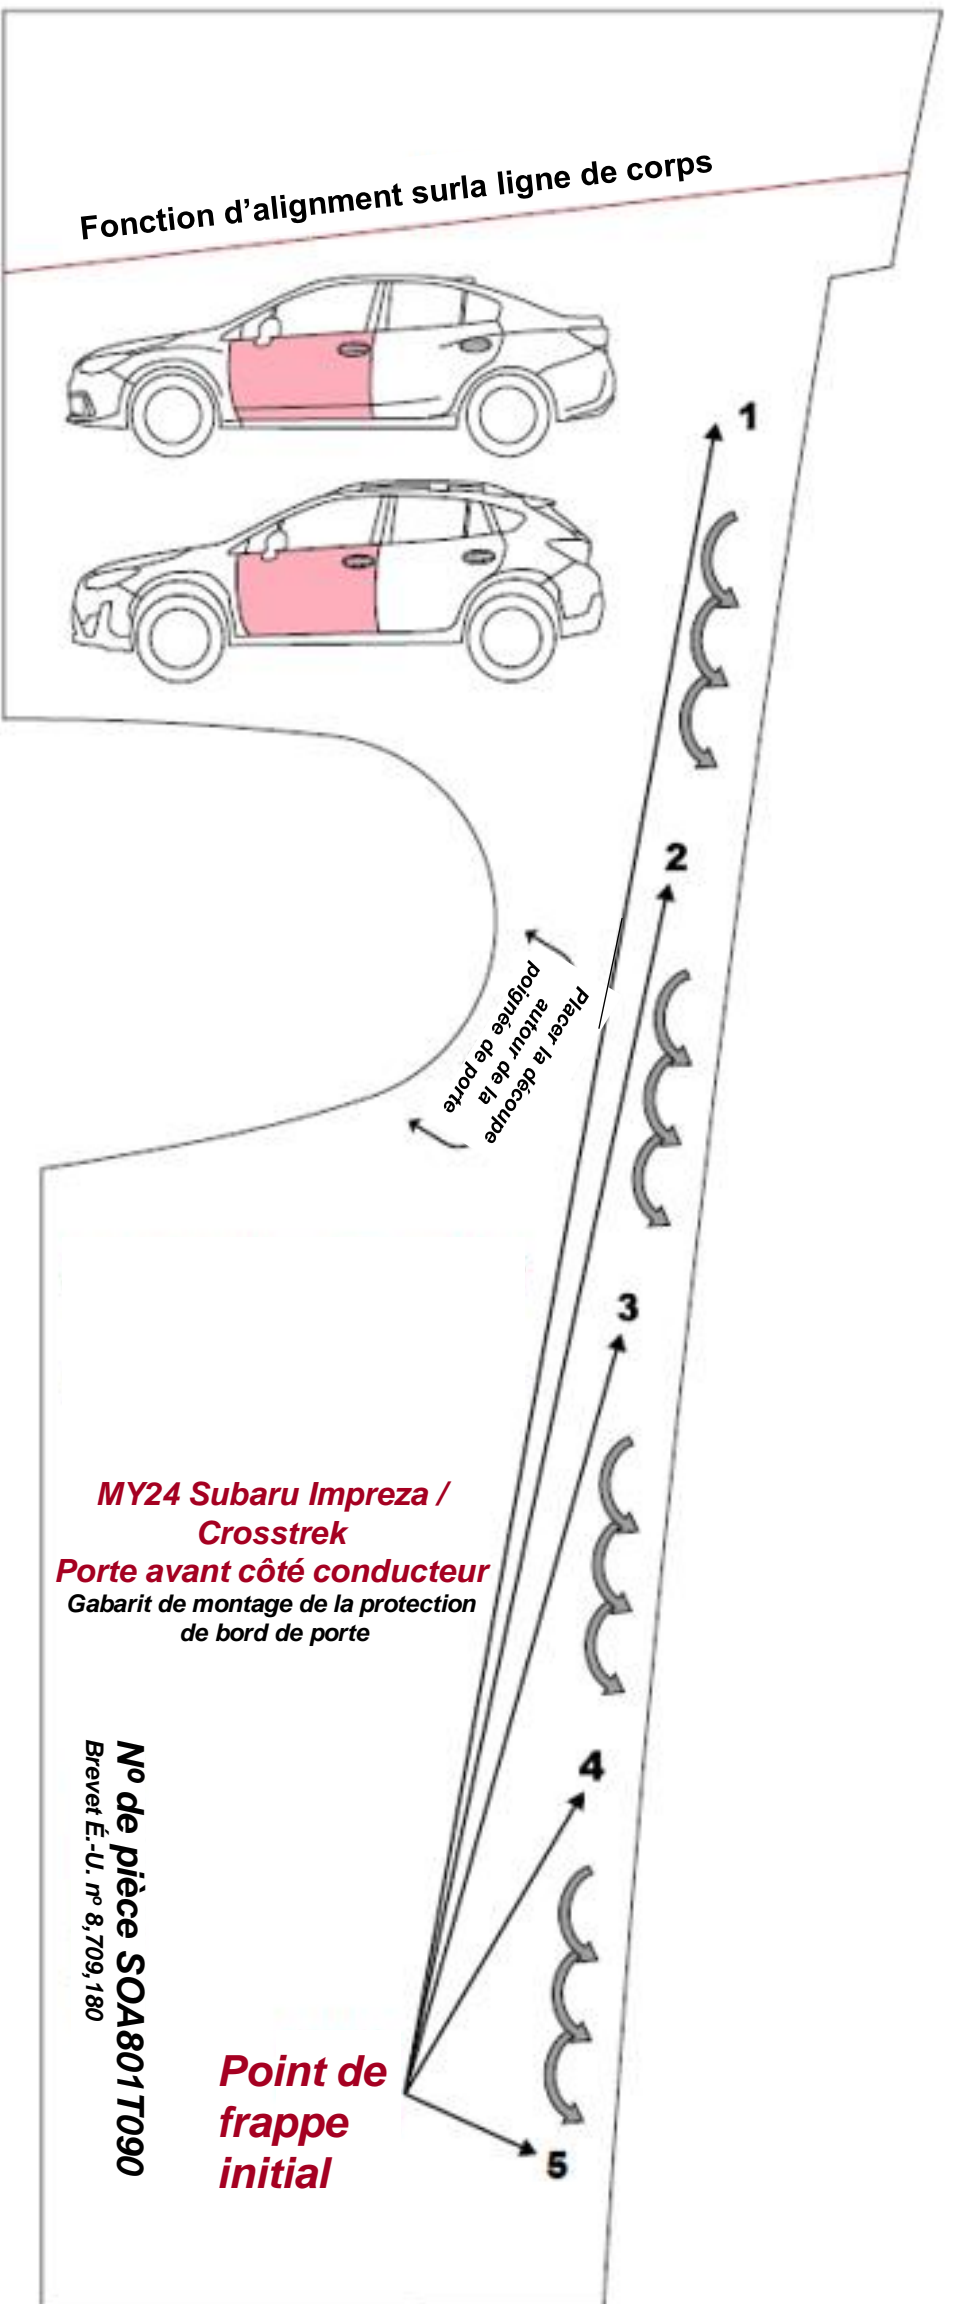 Fonction d’alignment surla ligne de corps
1
2
Placer la découpe
autour de la
poignée de porte
3
MY24 Subaru Impreza /
Crosstrek
Porte avant côté conducteur
Gabarit de montage de la protection
de bord de porte
4
Nº de pièce SOA801T090
Brevet É.-U. nº 8,709,180
Point de
frappe
initial
5